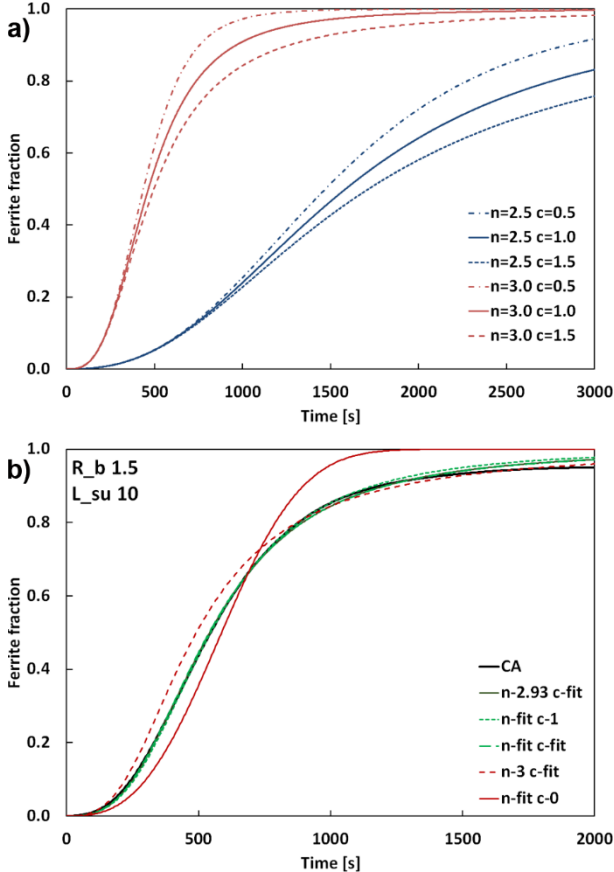 a)
1.0
0.8
0.6
0.4
0.2
0.0
Ferrite fraction
n=2.5 c=0.5
n=2.5 c=1.0
n=2.5 c=1.5
n=3.0 c=0.5
n=3.0 c=1.0
n=3.0 c=1.5
0 500 1000 1500 2000 2500 3000
Time [s]
b)
R_b 1.5
L_su 10
1.0
0.8
0.6
0.4
0.2
0.0
Ferrite fraction
CA
n-2.93 c-fit
n-fit c-1
n-fit c-fit
n-3 c-fit
n-fit c-0
0 500 1000 1500 2000
Time [s]